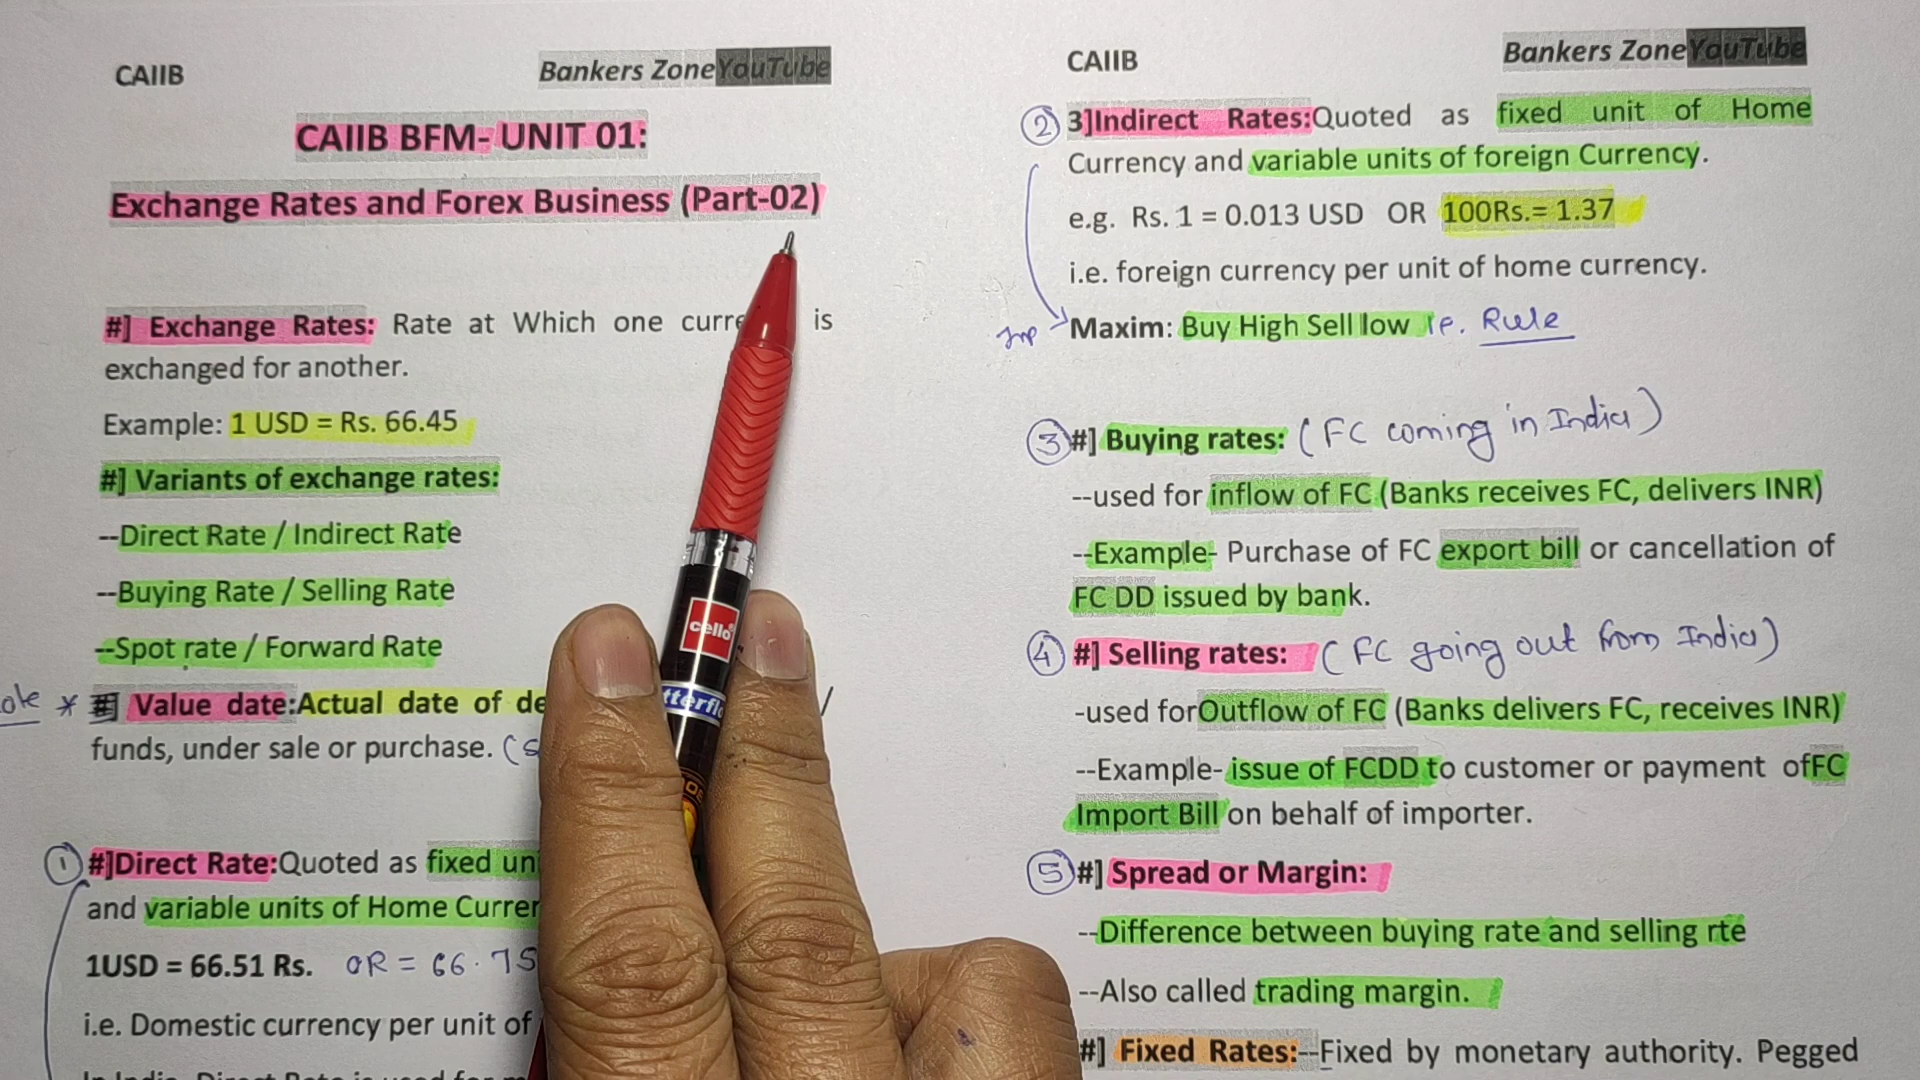 CAIIB
Bankers Zone YouTube
CAIIB BFM- UNIT 01:
Exchange Rates and Forex Business (Part-02)
#] Exchange Rates: Rate at Which one is
exchanged for another.
Example: 1 USD = Rs. 66.45
#] Variants of exchange rates:
--Direct Rate / Indirect Rate
--Buying Rate / Selling Rate
--Spot rate / Forward Rate
* #] Value date:Actual date of /
funds, under sale or purchase. (
1 #]Direct Rate:Quoted as fixed
and variable units of Home
1USD = 66.51 Rs. OR = 66.75
i.e. Domestic currency per unit of
CAIIB
Bankers Zone YouTube
2 3]Indirect Rates:Quoted as fixed unit of Home
Currency and variable units of foreign Currency.
e.g. Rs. 1 = 0.013 USD OR 100Rs.= 1.37
i.e. foreign currency per unit of home currency.
Imp Maxim: Buy High Sell low i.e. Rule
3 #] Buying rates: (FC coming in India)
--used for inflow of FC (Banks receives FC, delivers INR)
--Example- Purchase of FC export bill or cancellation of
FC DD issued by bank.
4 #] Selling rates: (FC going out from India)
-used forOutflow of FC (Banks delivers FC, receives INR)
--Example- issue of FCDD to customer or payment ofFC
Import Bill on behalf of importer.
5 #] Spread or Margin:
--Difference between buying rate and selling rte
--Also called trading margin.
#] Fixed Rates:--Fixed by monetary authority. Pegged
cello